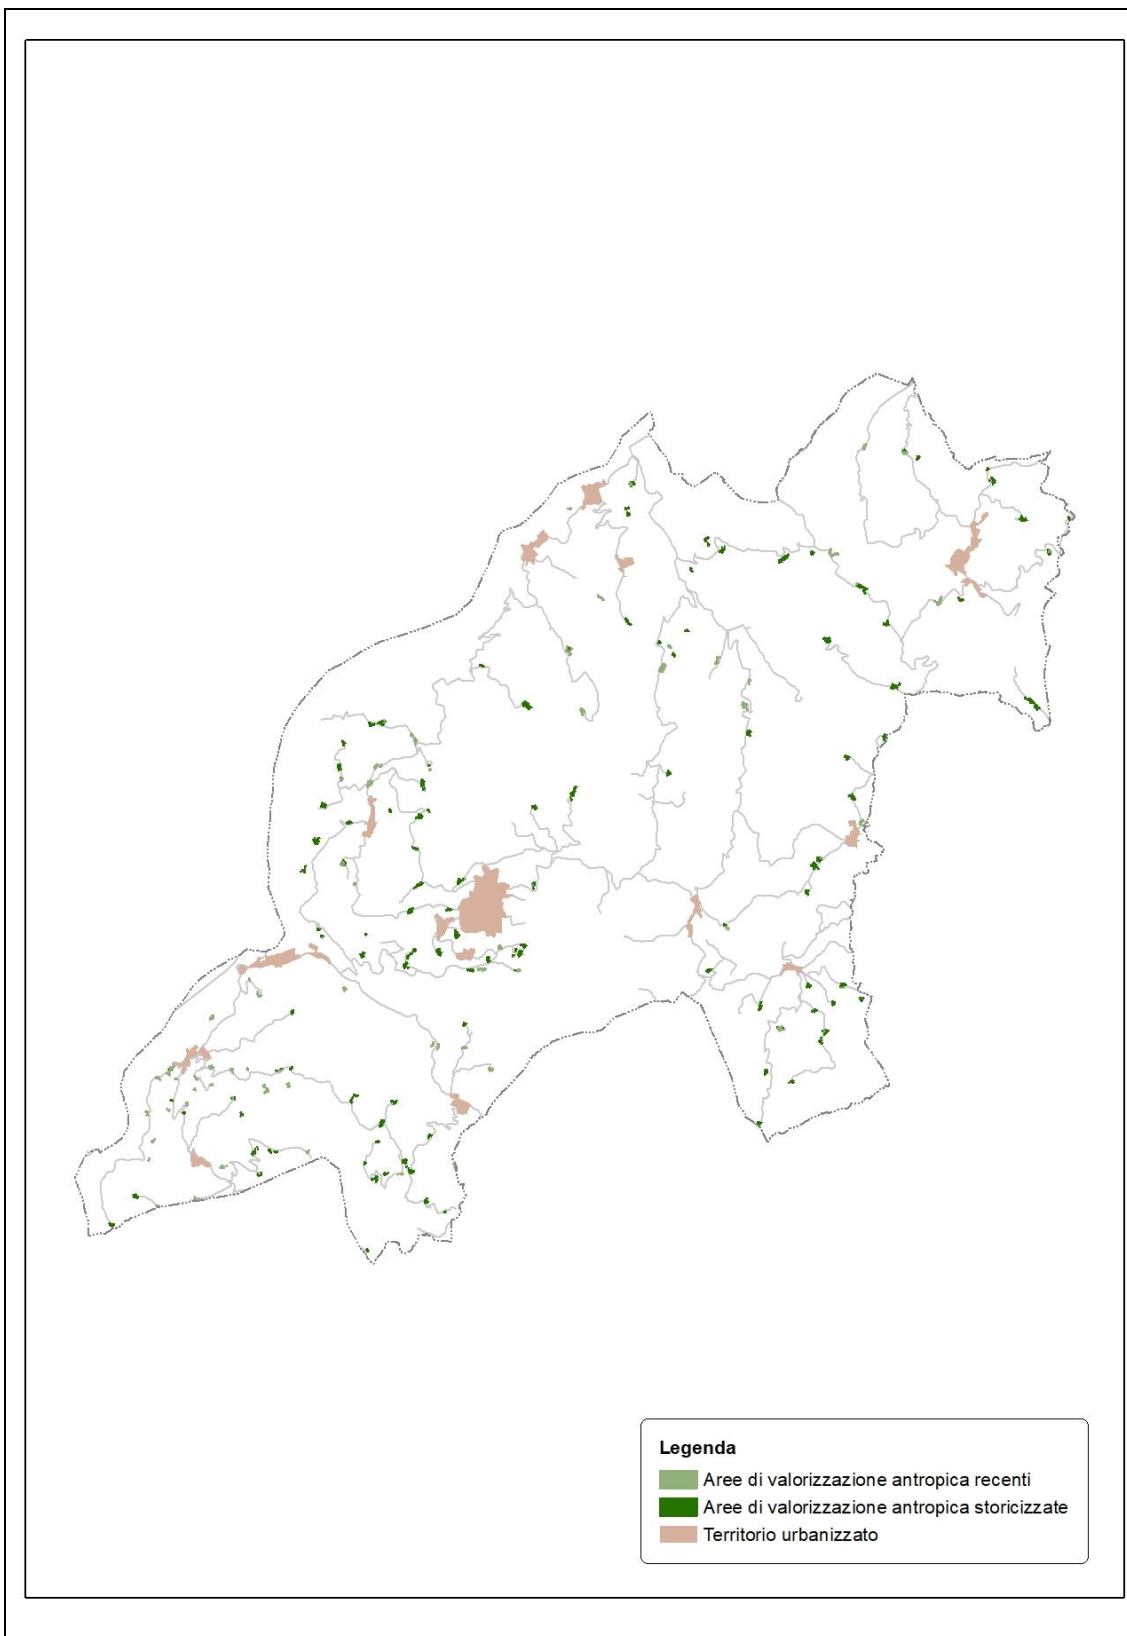 Legenda
Aree di valorizzazione antropica recenti
Aree di valorizzazione antropica storicizzate
Territorio urbanizzato